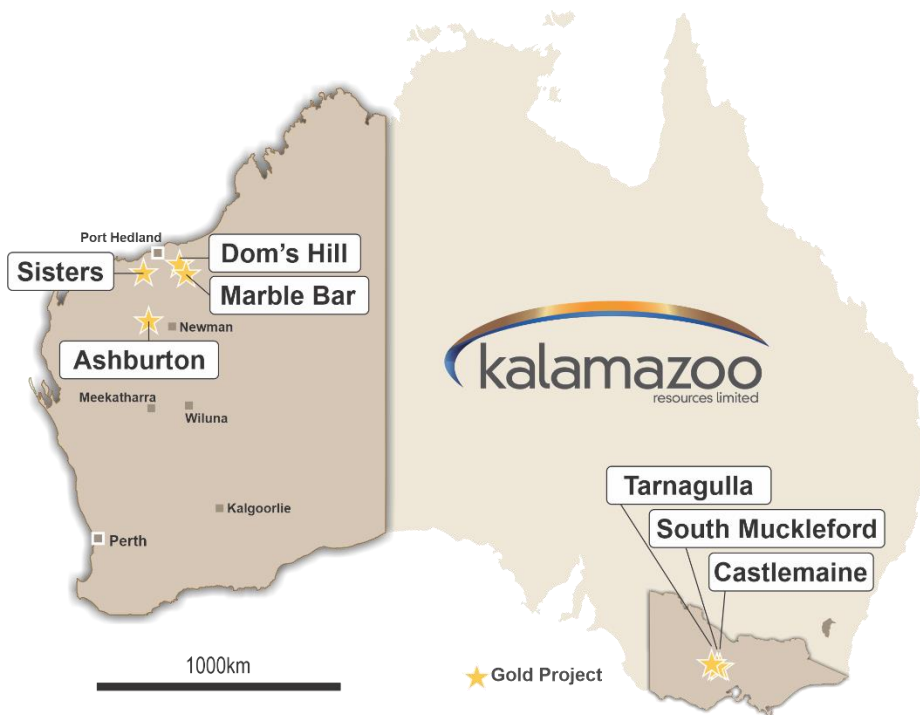 Port Hedland
Dom's Hill
Sisters
Marble Bar
Newman
Ashburton
Meekatharra
Wiluna
kalamazoo
resources limited
Tarnagulla
Kalgoorlie
South Muckleford
Perth
Castlemaine
1000km
Gold Project